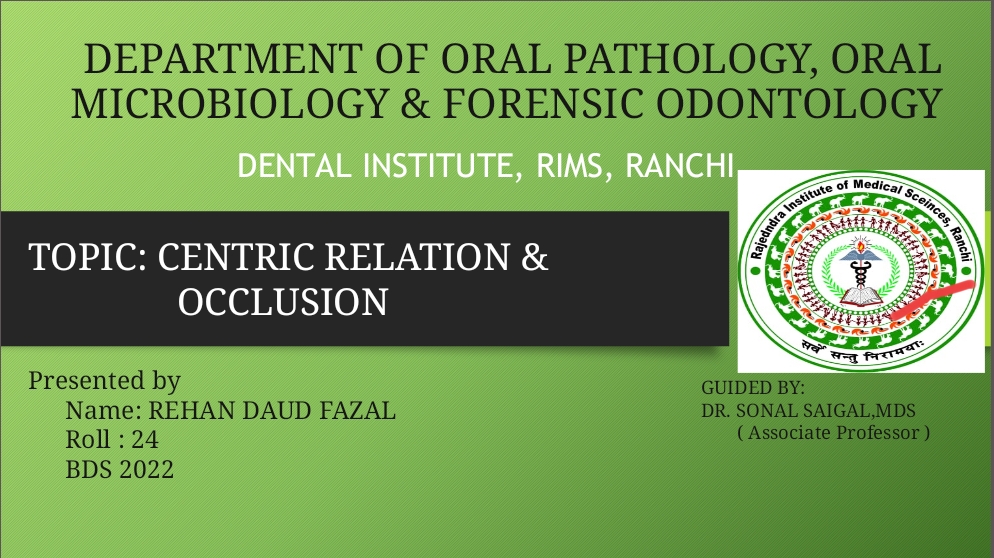 DEPARTMENT OF ORAL PATHOLOGY, ORAL
MICROBIOLOGY & FORENSIC ODONTOLOGY
DENTAL INSTITUTE, RIMS, RANCHI
Rajedndra Institute of Medical Sceinces, Ranchi
सर्वे सन्तु निरामयाः
TOPIC: CENTRIC RELATION &
OCCLUSION
Presented by
Name: REHAN DAUD FAZAL
Roll : 24
BDS 2022
GUIDED BY:
DR. SONAL SAIGAL,MDS
( Associate Professor )